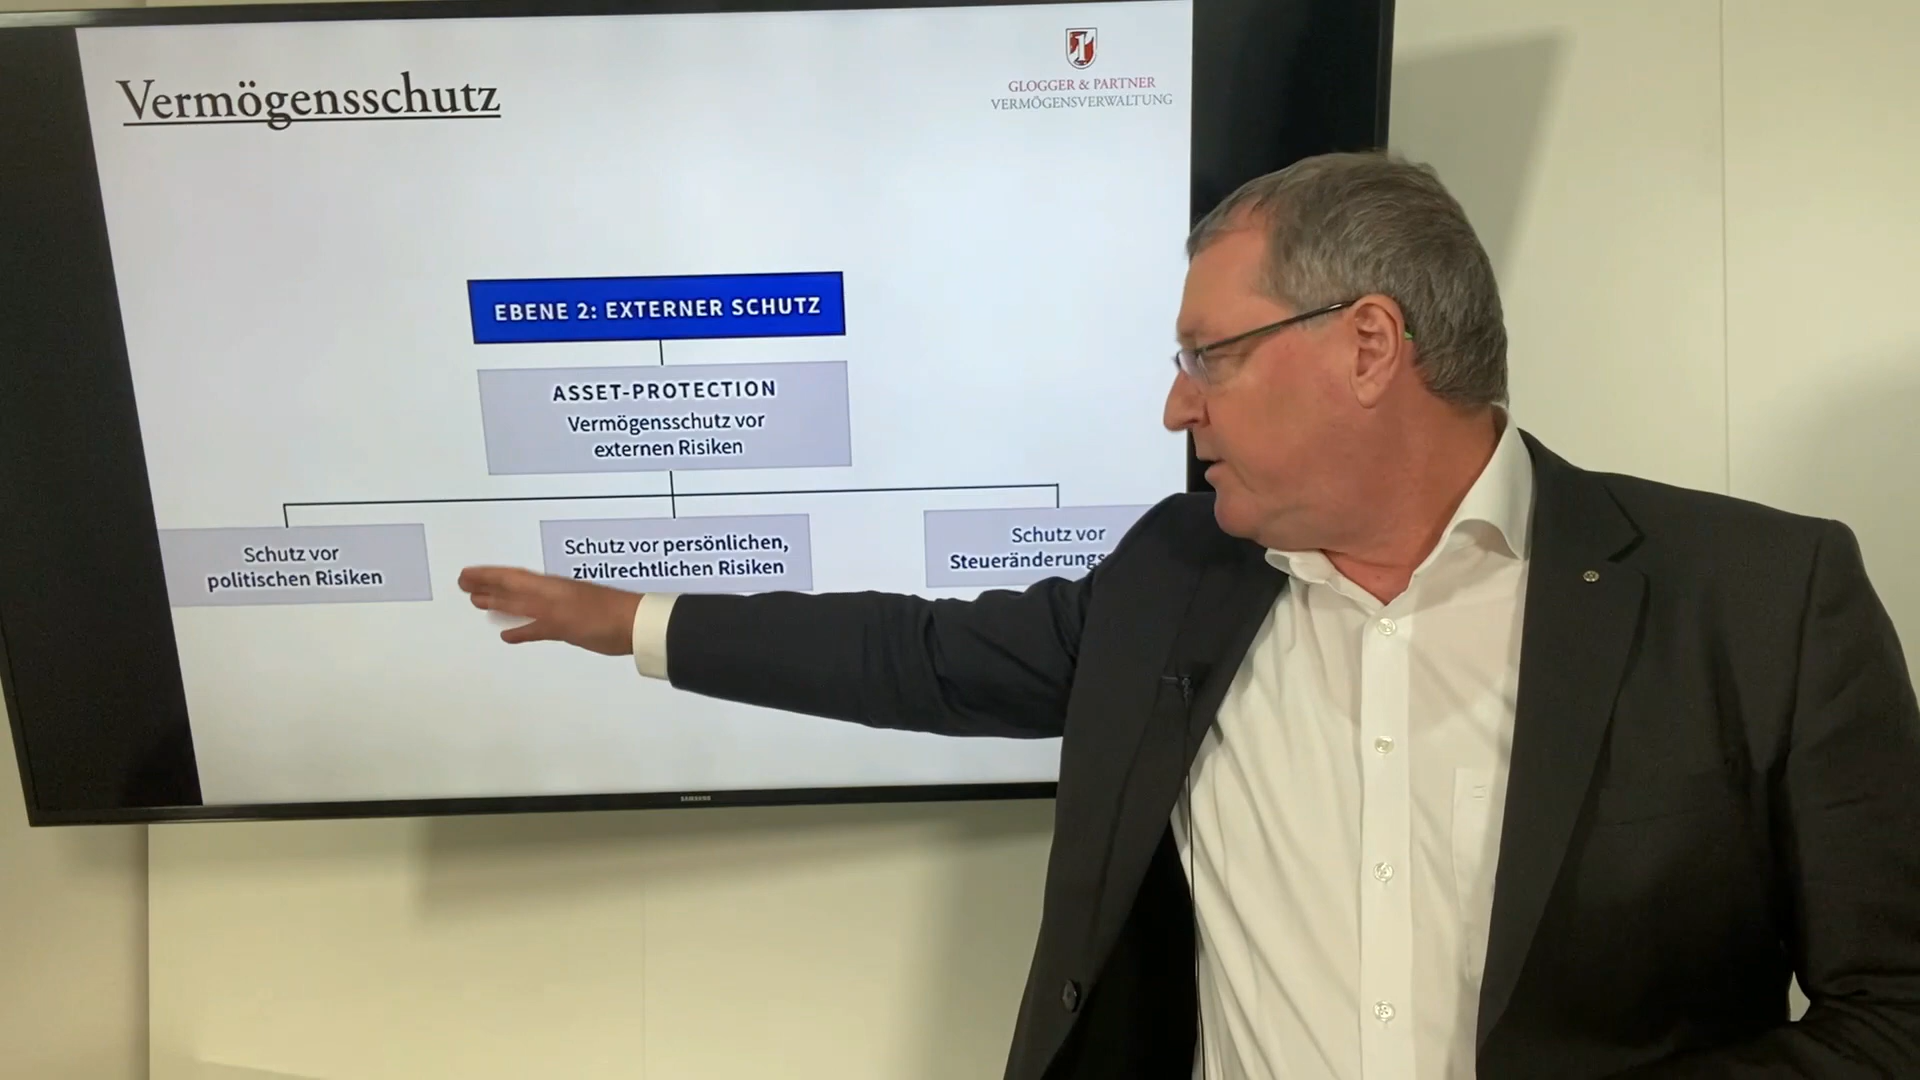 Vermögensschutz
GLOGGER & PARTNER
VERMÖGENSVERWALTUNG
EBENE 2: EXTERNER SCHUTZ
ASSET-PROTECTION
Vermögensschutz vor
externen Risiken
Schutz vor
politischen Risiken
Schutz vor persönlichen,
zivilrechtlichen Risiken
Schutz vor
SAMSUNG